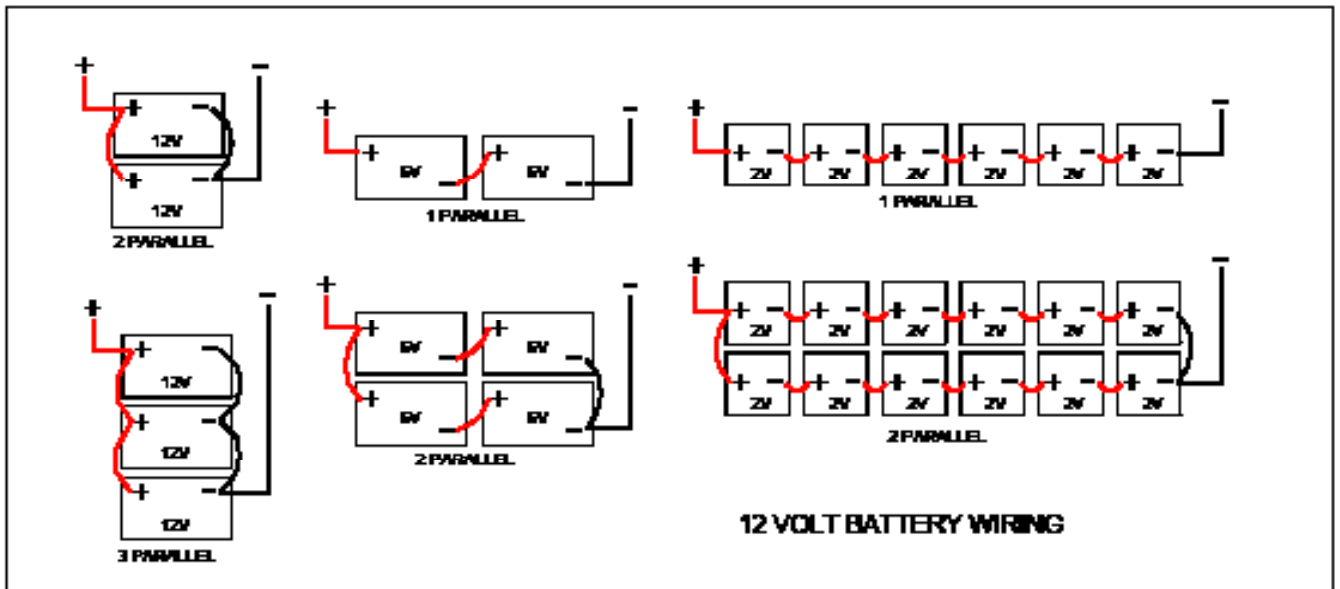 + -
+ -
12V
+ -
12V
2 PARALLEL
+ -
+ +
6V 6V
- -
1 PARALLEL
+ -
+ - + - + - + - + - + -
2V 2V 2V 2V 2V 2V
1 PARALLEL
+ -
+ -
12V
+ -
12V
+ -
12V
3 PARALLEL
+ -
+ +
6V 6V
- -
+ +
6V 6V
- -
2 PARALLEL
+ -
+ - + - + - + - + - + -
2V 2V 2V 2V 2V 2V
+ - + - + - + - + - + -
2V 2V 2V 2V 2V 2V
2 PARALLEL
12 VOLT BATTERY WIRING